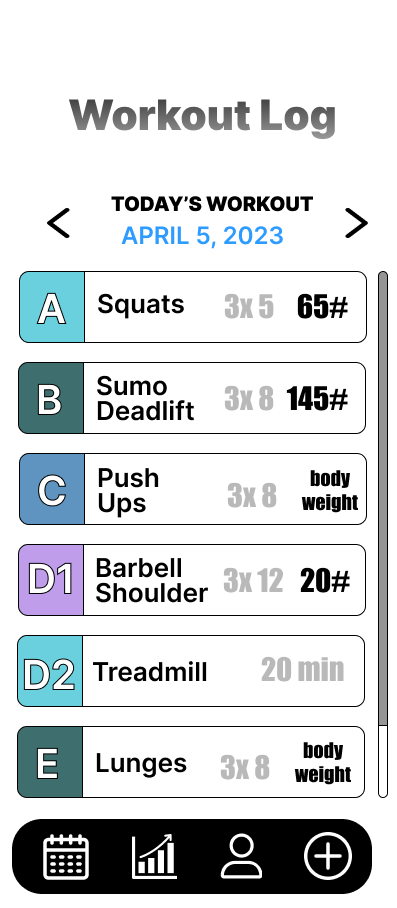 Workout Log
TODAY'S WORKOUT
APRIL 5, 2023
A Squats 3x 5 65#
B Sumo
Deadlift 3x 8 145#
C Push
Ups 3x 8 body
weight
D1 Barbell
Shoulder 3x 12 20#
D2 Treadmill 20 min
E Lunges 3x 8 body
weight